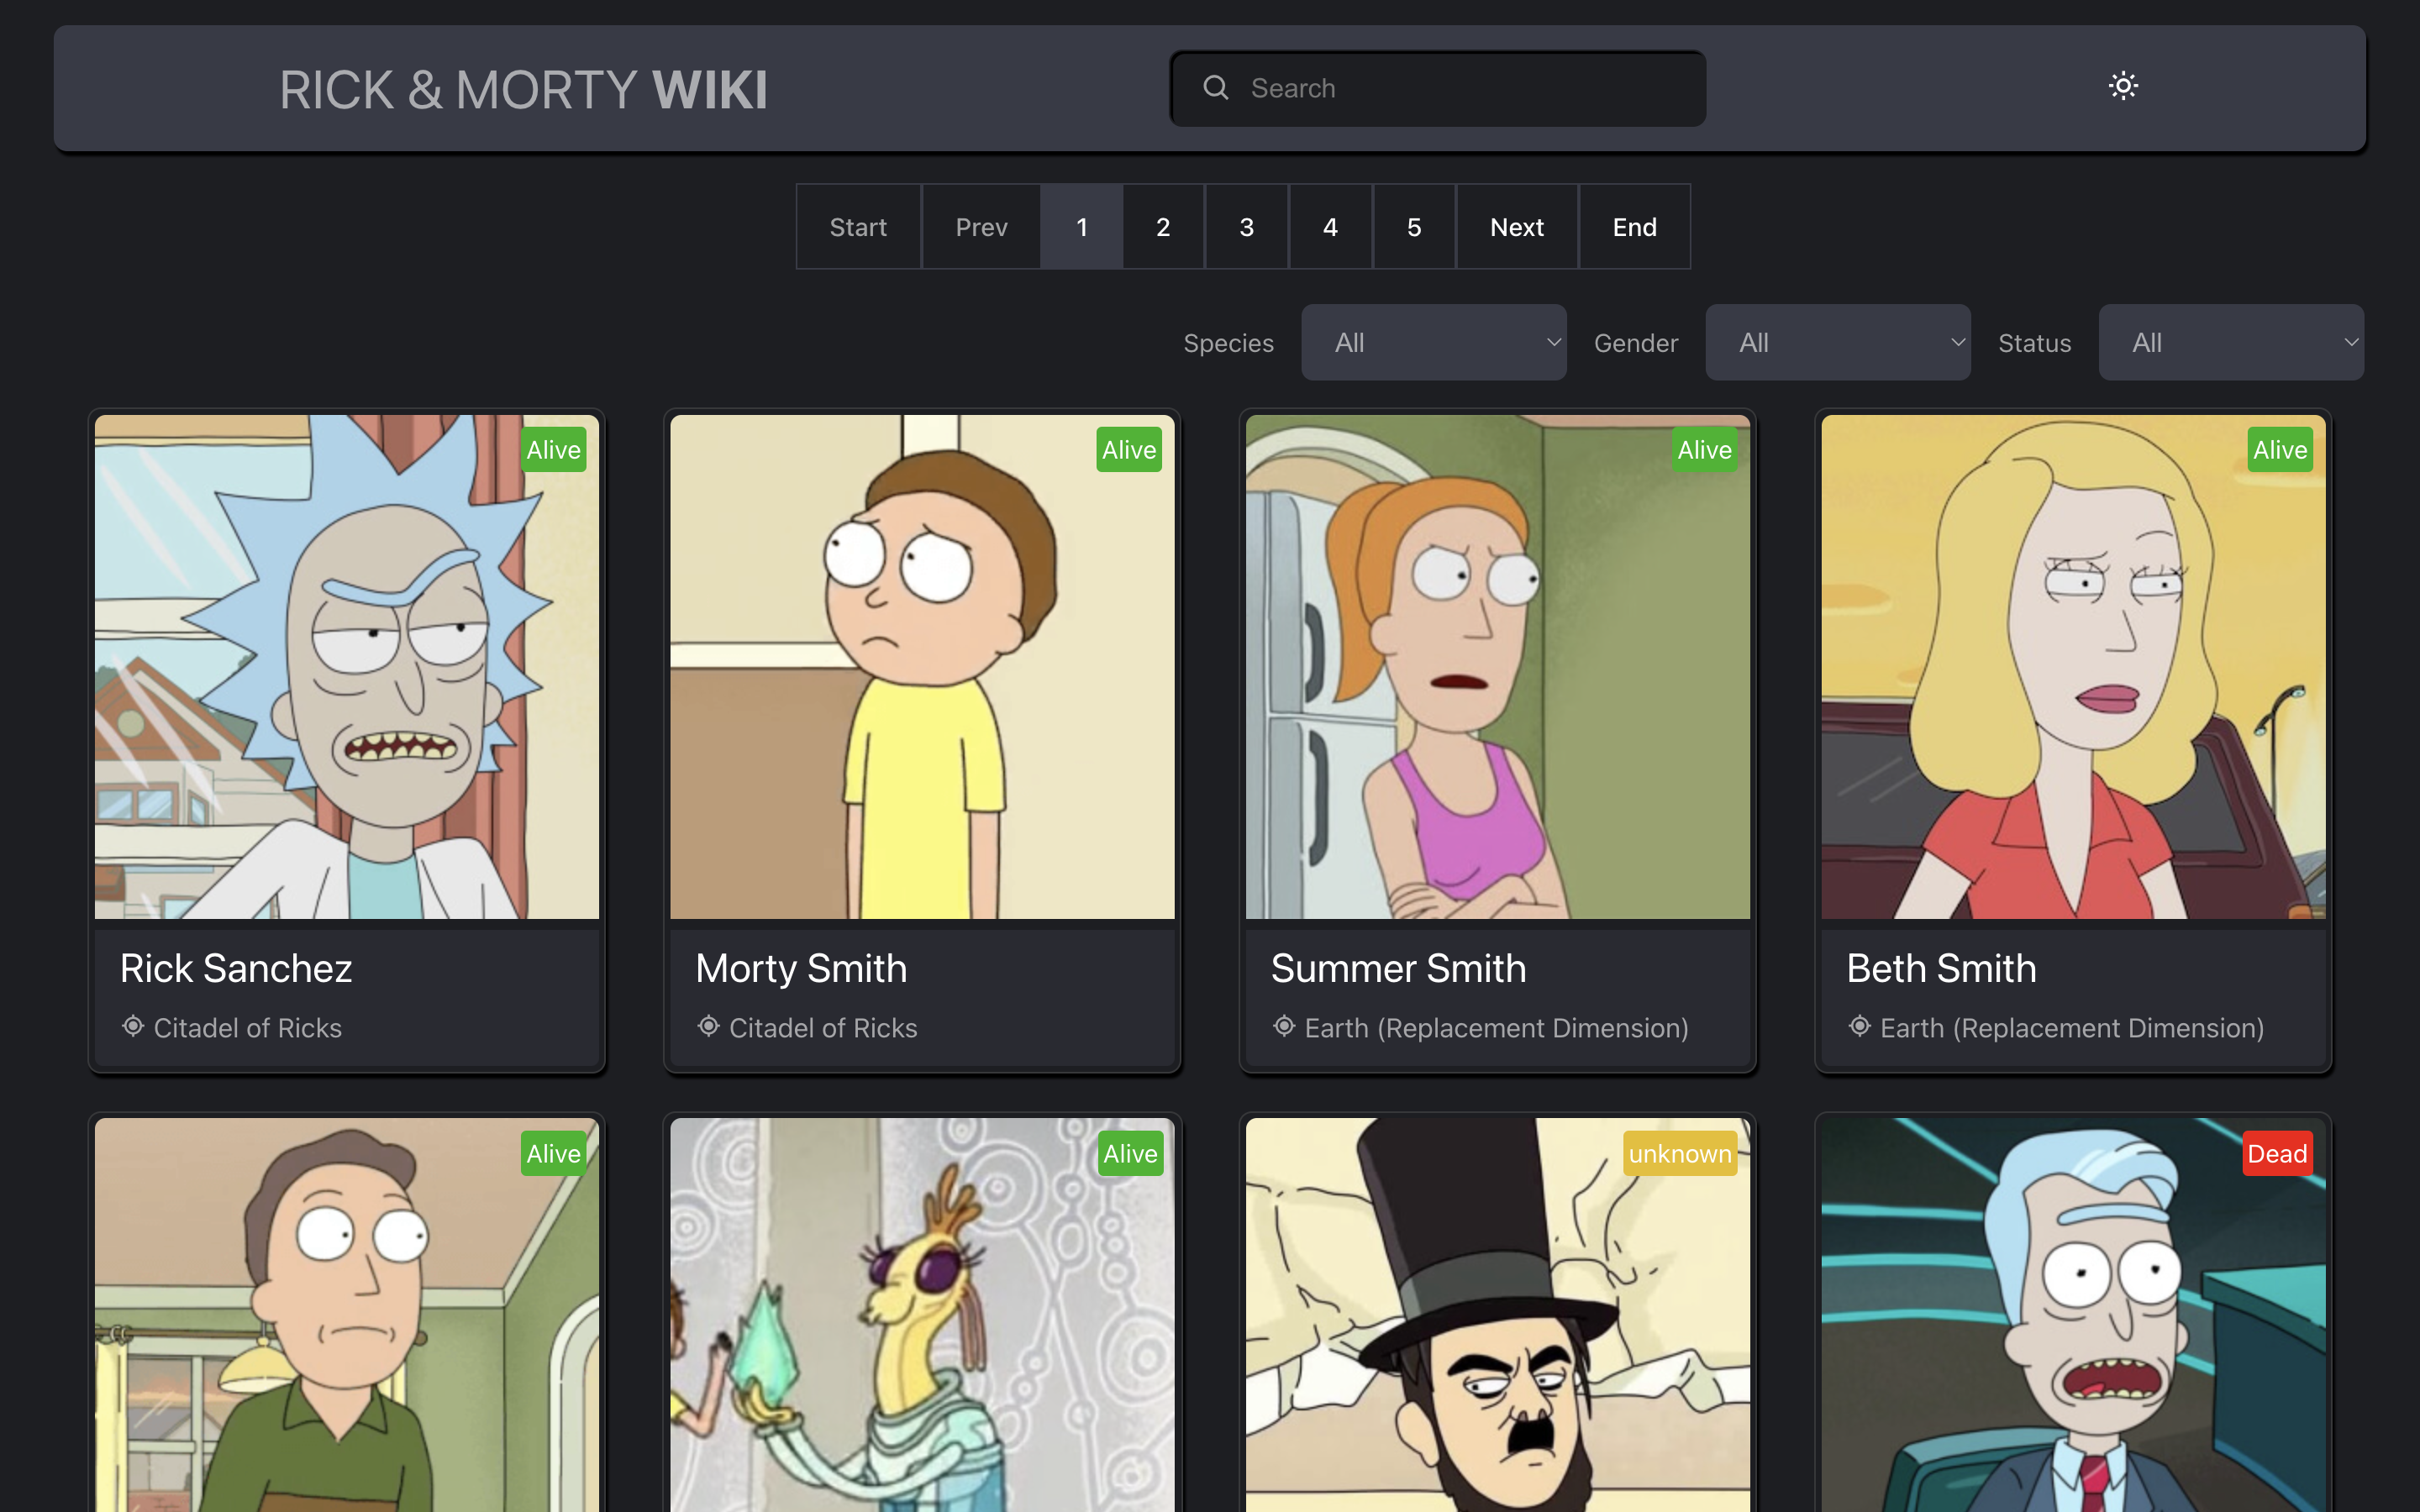 RICK & MORTY WIKI
Search
Start Prev 1 2 3 4 5 Next End
Species All Gender All Status All
Alive
Alive
Alive
Alive
Rick Sanchez
Citadel of Ricks
Morty Smith
Citadel of Ricks
Summer Smith
Earth (Replacement Dimension)
Beth Smith
Earth (Replacement Dimension)
Alive
Alive
unknown
Dead